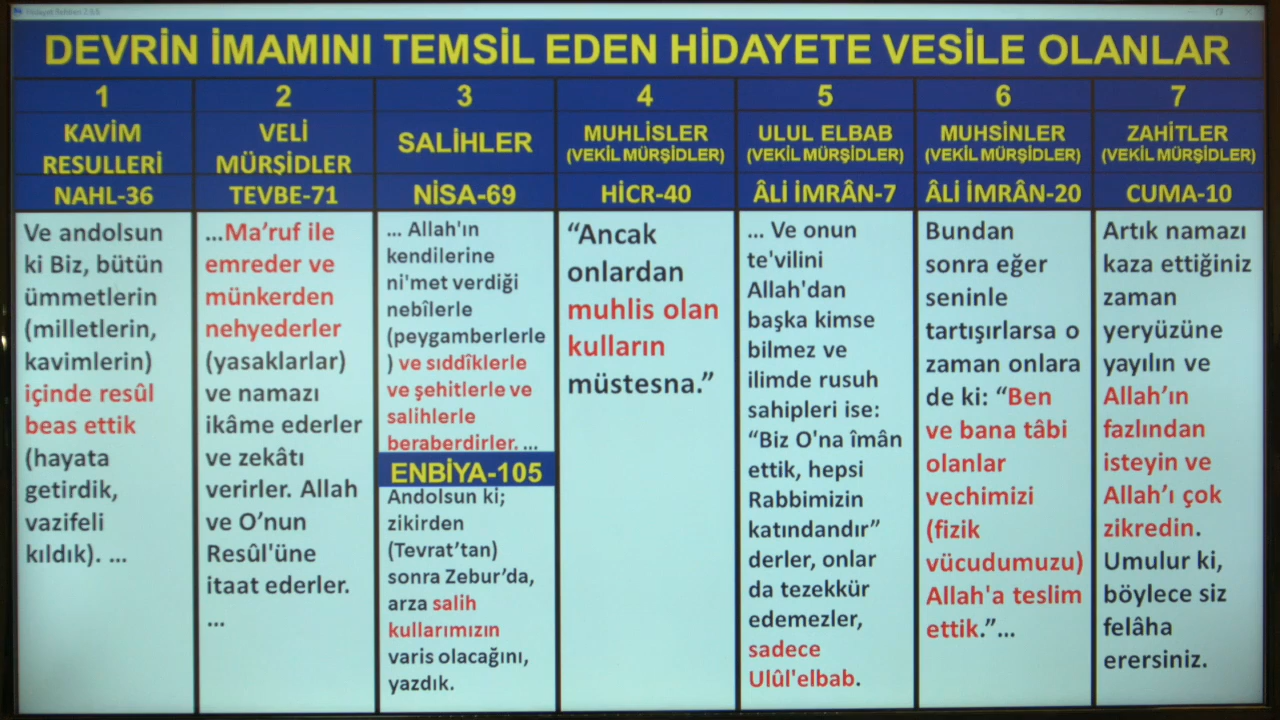 Hidayet Rehberi 2.5.0
DEVRİN İMAMINI TEMSİL EDEN HİDAYETE VESİLE OLANLAR
1
KAVİM
RESULLERİ
NAHL-36
Ve andolsun
ki Biz, bütün
ümmetlerin
(milletlerin,
kavimlerin)
içinde resûl
beas ettik
(hayata
getirdik,
vazifeli
kıldık). ...
2
VELİ
MÜRŞİDLER
TEVBE-71
...Ma’ruf ile
emreder ve
münkerden
nehyederler
(yasaklarlar)
ve namazı
ikâme ederler
ve zekâtı
verirler. Allah
ve O’nun
Resûl'üne
itaat ederler.
...
3
SALİHLER
NİSA-69
... Allah'ın
kendilerine
ni'met verdiği
nebîlerle
(peygamberlerle
) ve sıddîklerle
ve şehitlerle ve
salihlerle
beraberdirler. ...
ENBİYA-105
Andolsun ki;
zikirden
(Tevrat’tan)
sonra Zebur’da,
arza salih
kullarımızın
varis olacağını,
yazdık.
4
MUHLİSLER
(VEKİL MÜRŞİDLER)
HİCR-40
“Ancak
onlardan
muhlis olan
kulların
müstesna.”
5
ULUL ELBAB
(VEKİL MÜRŞİDLER)
ÂLİ İMRÂN-7
... Ve onun
te'vilini
Allah'dan
başka kimse
bilmez ve
ilimde rusuh
sahipleri ise:
“Biz O'na îmân
ettik, hepsi
Rabbimizin
katındandır”
derler, onlar
da tezekkür
edemezler,
sadece
Ulûl'elbab.
6
MUHSİNLER
(VEKİL MÜRŞİDLER)
ÂLİ İMRÂN-20
Bundan
sonra eğer
seninle
tartışırlarsa o
zaman onlara
de ki: “Ben
ve bana tâbi
olanlar
vechimizi
(fizik
vücudumuzu)
Allah'a teslim
ettik.”...
7
ZAHİTLER
(VEKİL MÜRŞİDLER)
CUMA-10
Artık namazı
kaza ettiğiniz
zaman
yeryüzüne
yayılın ve
Allah’ın
fazlından
isteyin ve
Allah’ı çok
zikredin.
Umulur ki,
böylece siz
felâha
erersiniz.